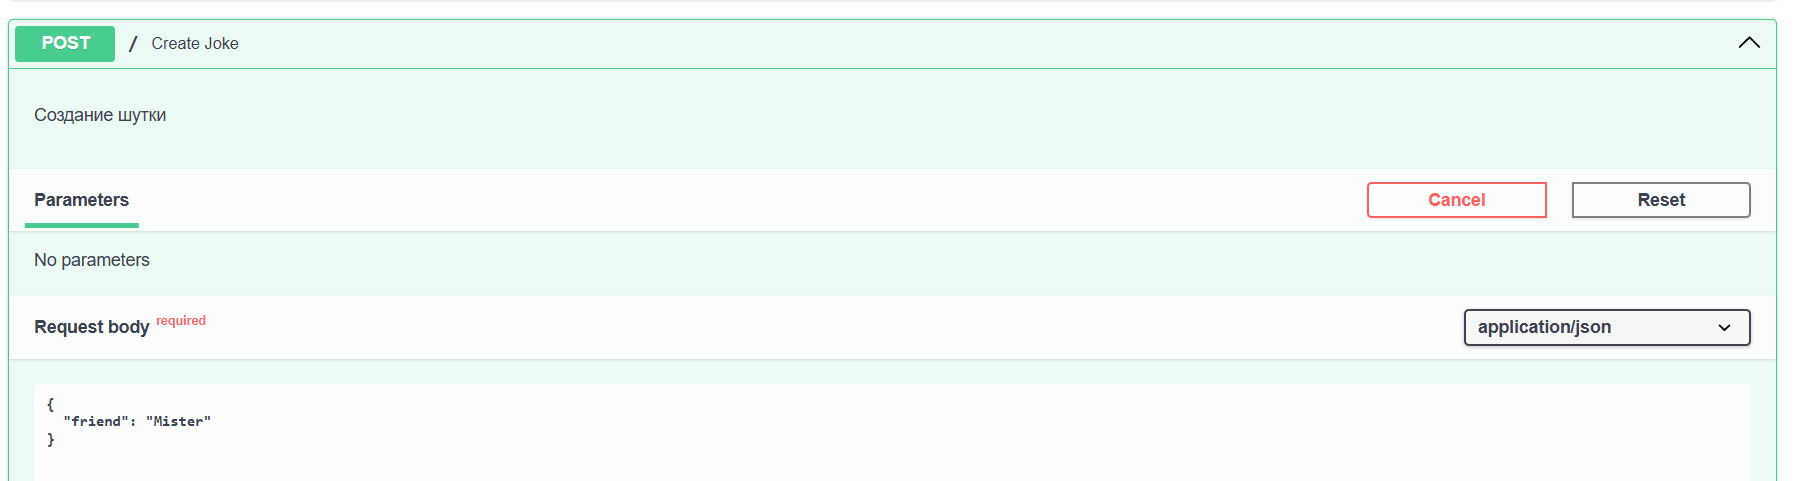 POST / Create Joke
Создание шутки
Parameters
Cancel
Reset
No parameters
Request body required
application/json
{
  "friend": "Mister"
}